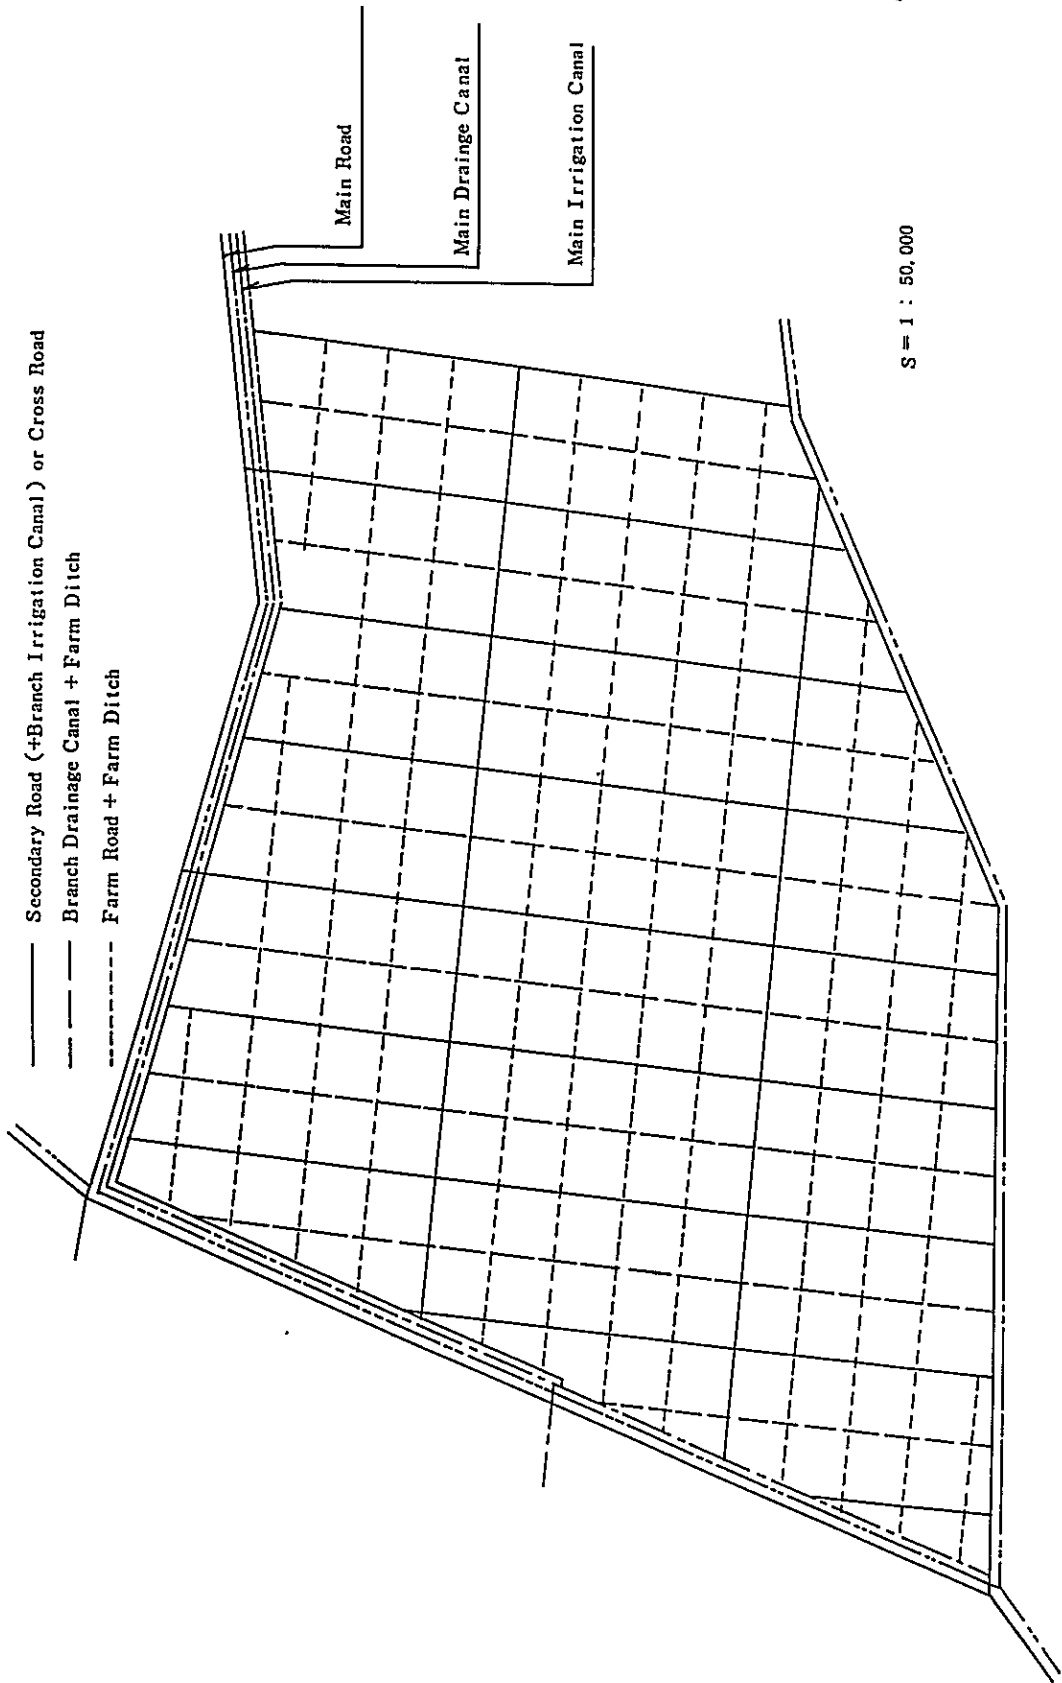 Secondary Road (+Branch Irrigation Canal) or Cross Road
Branch Drainage Canal + Farm Ditch
Farm Road + Farm Ditch
Main Road
Main Drainge Canal
Main Irrigation Canal
S = 1 : 50,000